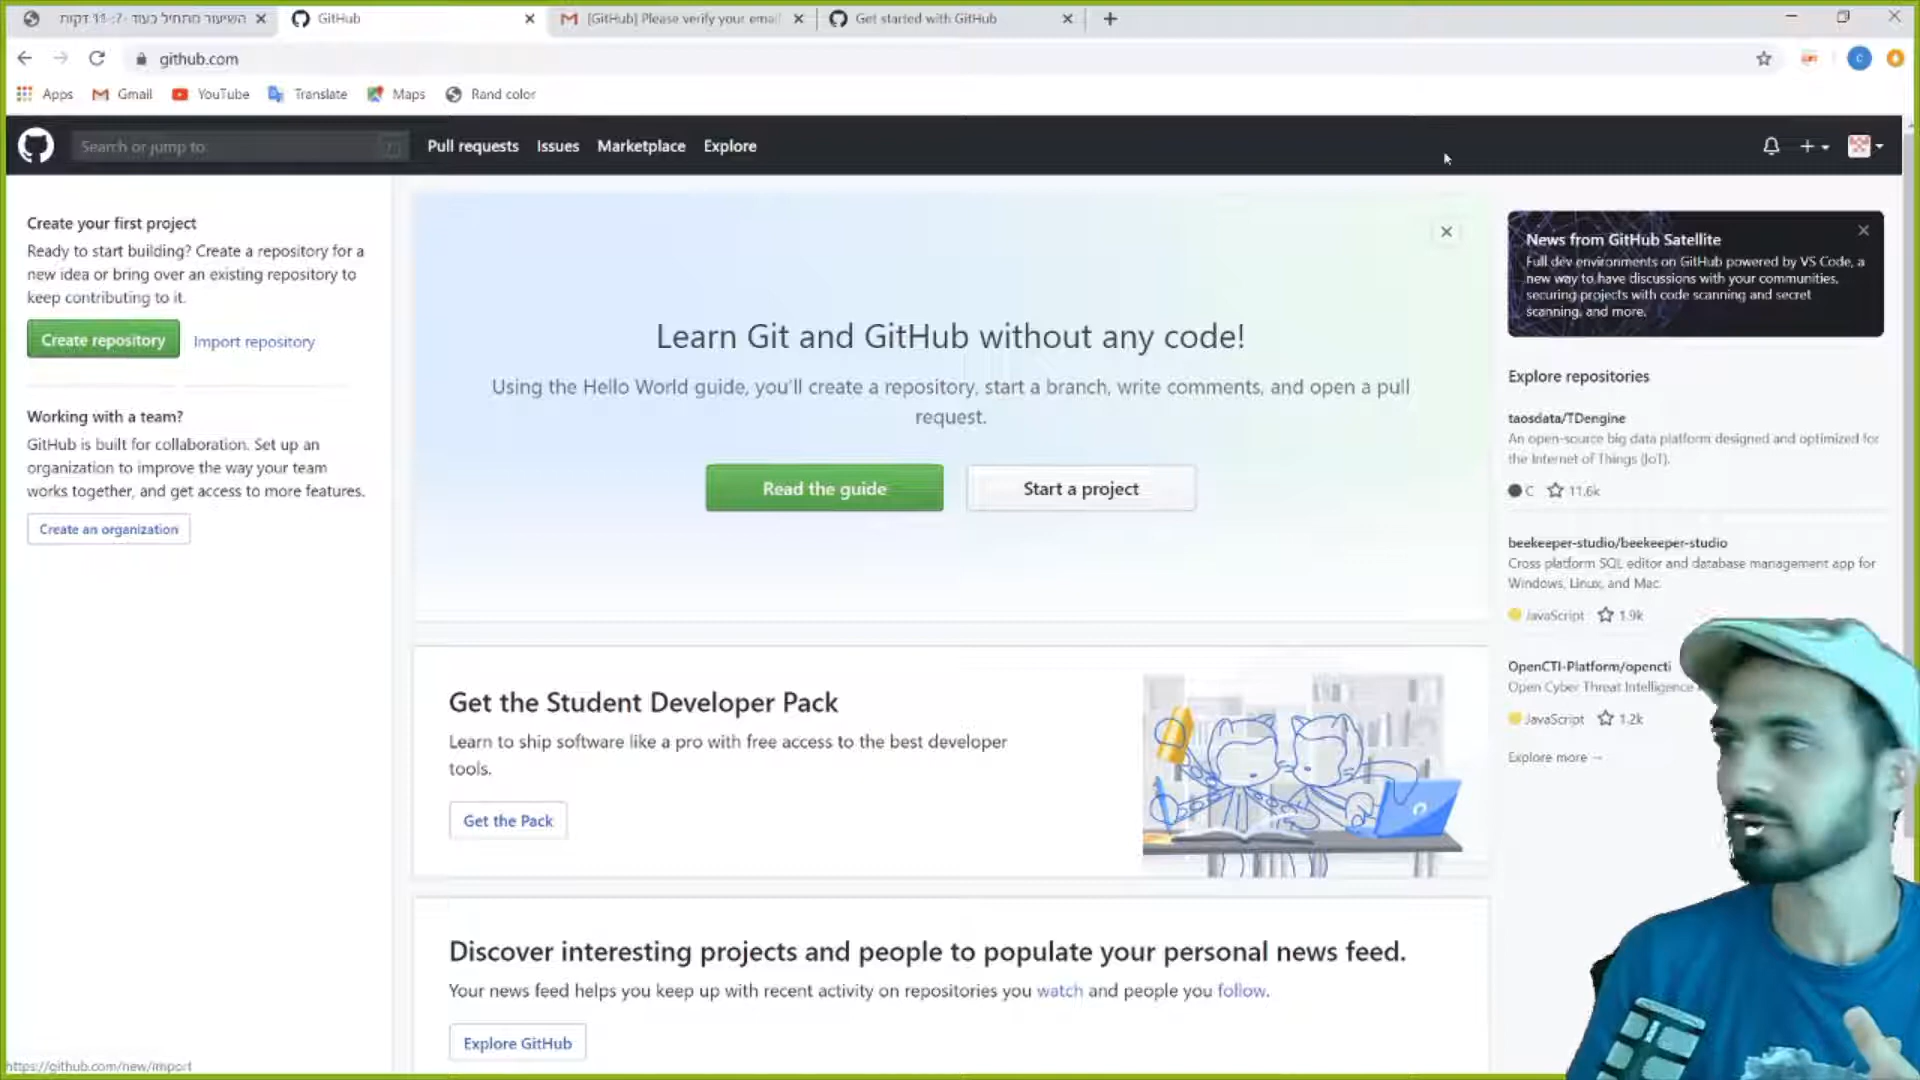 השיעור מתחיל בעוד 7:-11 דקות
GitHub
[GitHub] Please verify your email
Get started with GitHub
github.com
Apps
Gmail
YouTube
Translate
Maps
Rand color
Search or jump to
Pull requests
Issues
Marketplace
Explore
Create your first project
Ready to start building? Create a repository for a
new idea or bring over an existing repository to
keep contributing to it.
Create repository
Import repository
Working with a team?
GitHub is built for collaboration. Set up an
organization to improve the way your team
works together, and get access to more features.
Create an organization
Learn Git and GitHub without any code!
Using the Hello World guide, you'll create a repository, start a branch, write comments, and open a pull
request.
Read the guide
Start a project
Get the Student Developer Pack
Learn to ship software like a pro with free access to the best developer
tools.
Get the Pack
Discover interesting projects and people to populate your personal news feed.
Your news feed helps you keep up with recent activity on repositories you watch and people you follow.
Explore GitHub
News from GitHub Satellite
Full dev environments on GitHub powered by VS Code, a
new way to have discussions with your communities,
securing projects with code scanning and secret
scanning, and more.
Explore repositories
taosdata/TDengine
An open-source big data platform designed and optimized for
the Internet of Things (IoT).
C 11.6k
beekeeper-studio/beekeeper-studio
Cross platform SQL editor and database management app for
Windows, Linux, and Mac.
JavaScript 1.9k
OpenCTI-Platform/opencti
Open Cyber Threat Intelligence
JavaScript 1.2k
Explore more →
https://github.com/new/import